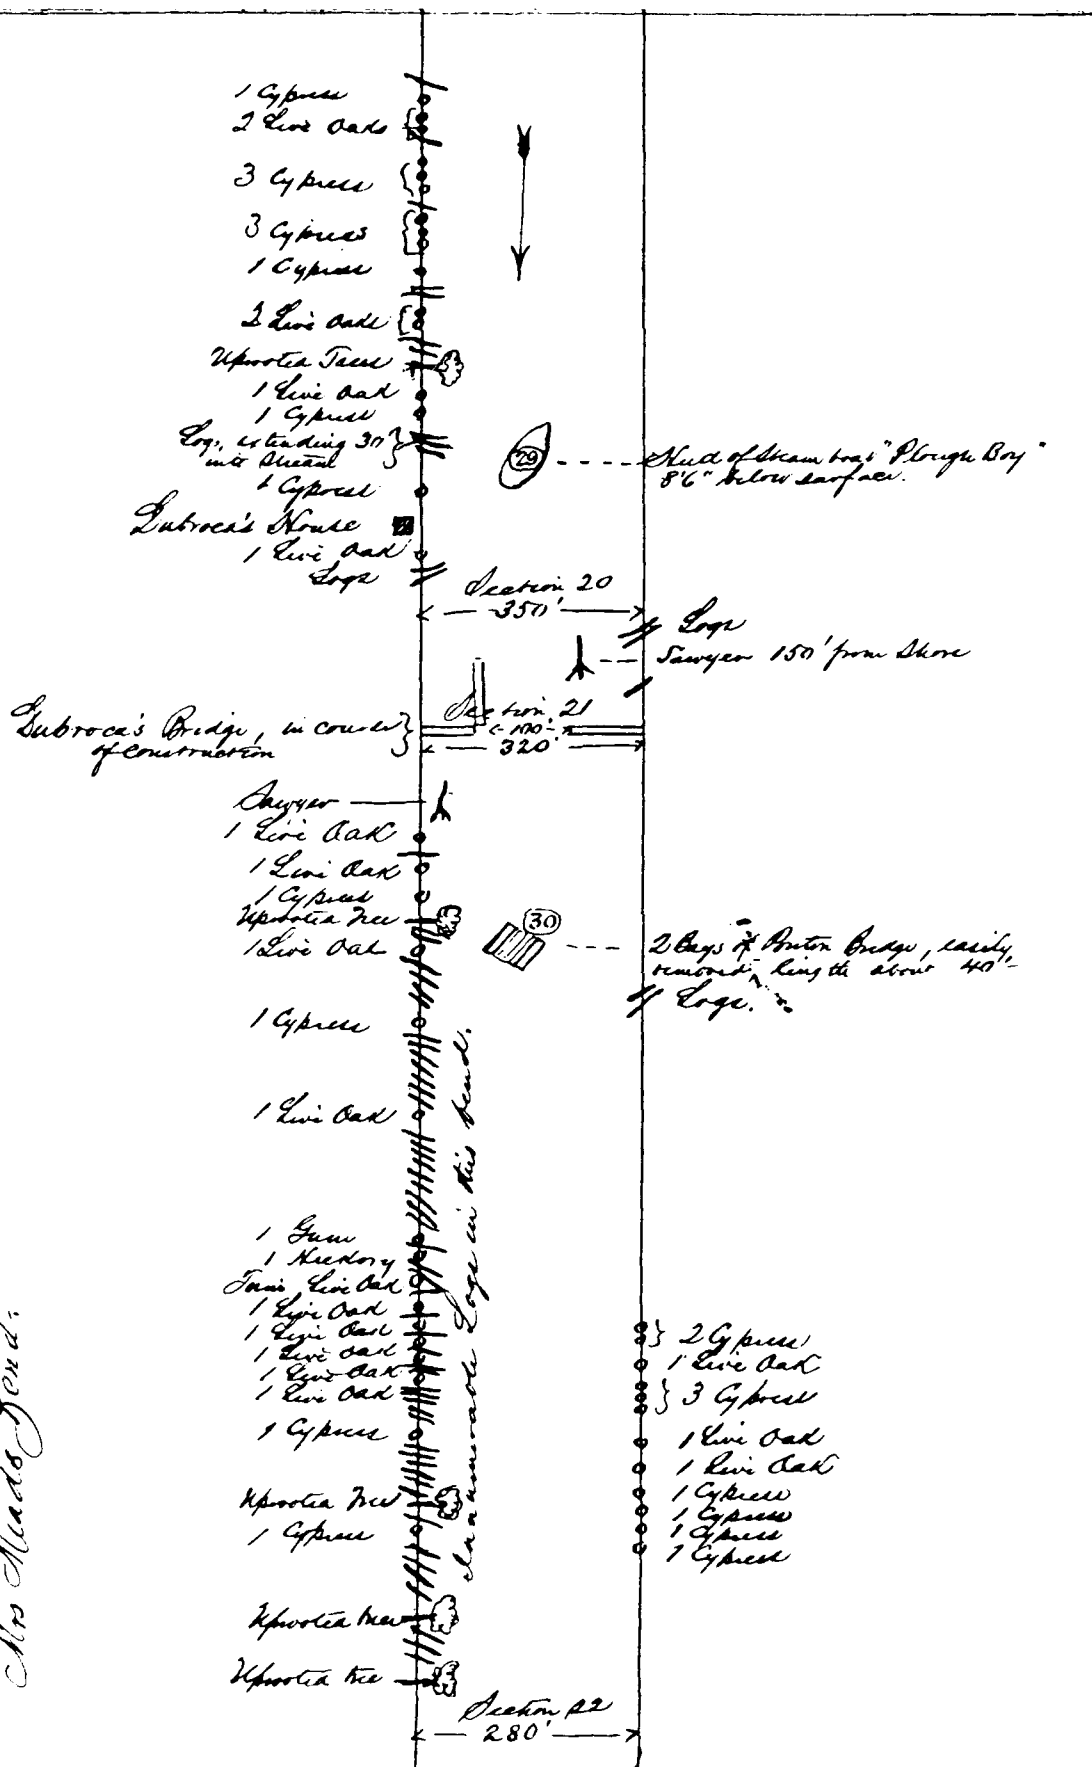 1 Cypress
2 Live Oaks
3 Cypress
3 Cypress
1 Cypress
2 Live Oaks
Uprooted Trees
1 Live Oak
1 Cypress
Logs, extending 30'
into Stream
29
of Steam boat "Plough Boy"
8'6" below surface.
1 Cypress
Dubroca's House
1 Live Oak
Logs
Section 20
350'
Logs
Sawyer 150' from Shore
Dubroca's Bridge, in course
of construction
Section 21
320'
Sawyer
1 Live Oak
1 Live Oak
1 Cypress
Uprooted Tree
1 Live Oak
30
2 Bays of Ponton Bridge, easily
removed, length about 40'
Logs.
1 Cypress
1 Live Oak
Innumerable Logs in this bend.
1 Gum
1 Hickory
Twin Live Oak
1 Live Oak
1 Live Oak
1 Live Oak
1 Live Oak
1 Live Oak
1 Cypress
Uprooted Tree
1 Cypress
Uprooted tree
Uprooted tree
2 Cypress
1 Live Oak
3 Cypress
1 Live Oak
1 Live Oak
1 Cypress
1 Cypress
1 Cypress
1 Cypress
Mrs Meads Bend.
Section 22
280'